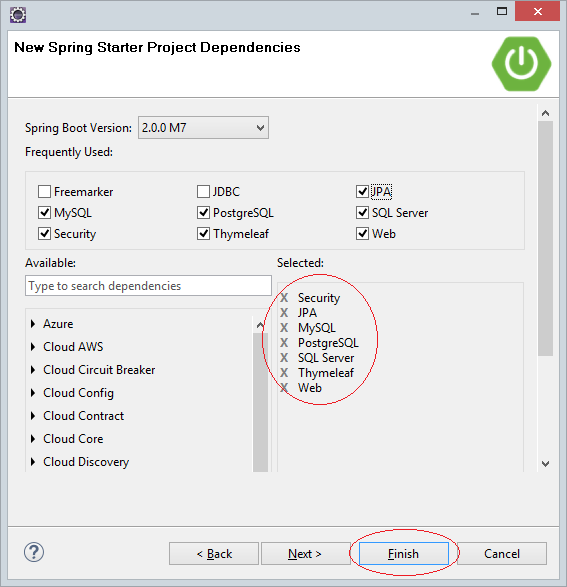 New Spring Starter Project Dependencies
Spring Boot Version: 2.0.0 M7
Frequently Used:
Freemarker JDBC JPA
MySQL PostgreSQL SQL Server
Security Thymeleaf Web
Available: Selected:
Type to search dependencies
X Security
X JPA
X MySQL
X PostgreSQL
X SQL Server
X Thymeleaf
X Web
Azure
Cloud AWS
Cloud Circuit Breaker
Cloud Config
Cloud Contract
Cloud Core
Cloud Discovery
? < Back Next > Finish Cancel